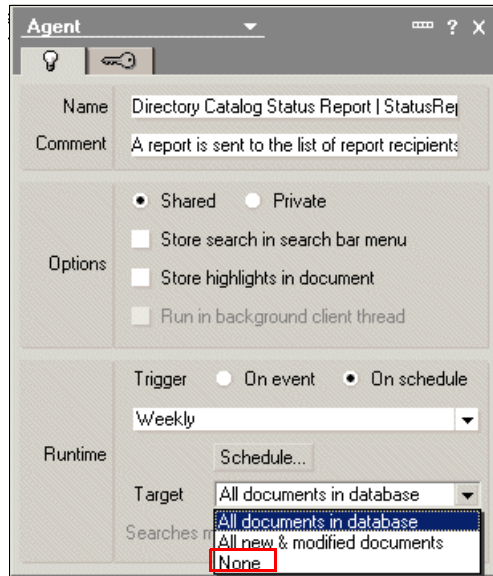 Agent
?
Name Directory Catalog Status Report | StatusRep
Comment A report is sent to the list of report recipients
Options
Shared Private
Store search in search bar menu
Store highlights in document
Run in background client thread
Runtime
Trigger On event On schedule
Weekly
Schedule...
Target All documents in database
Searches
All documents in database
All new & modified documents
None